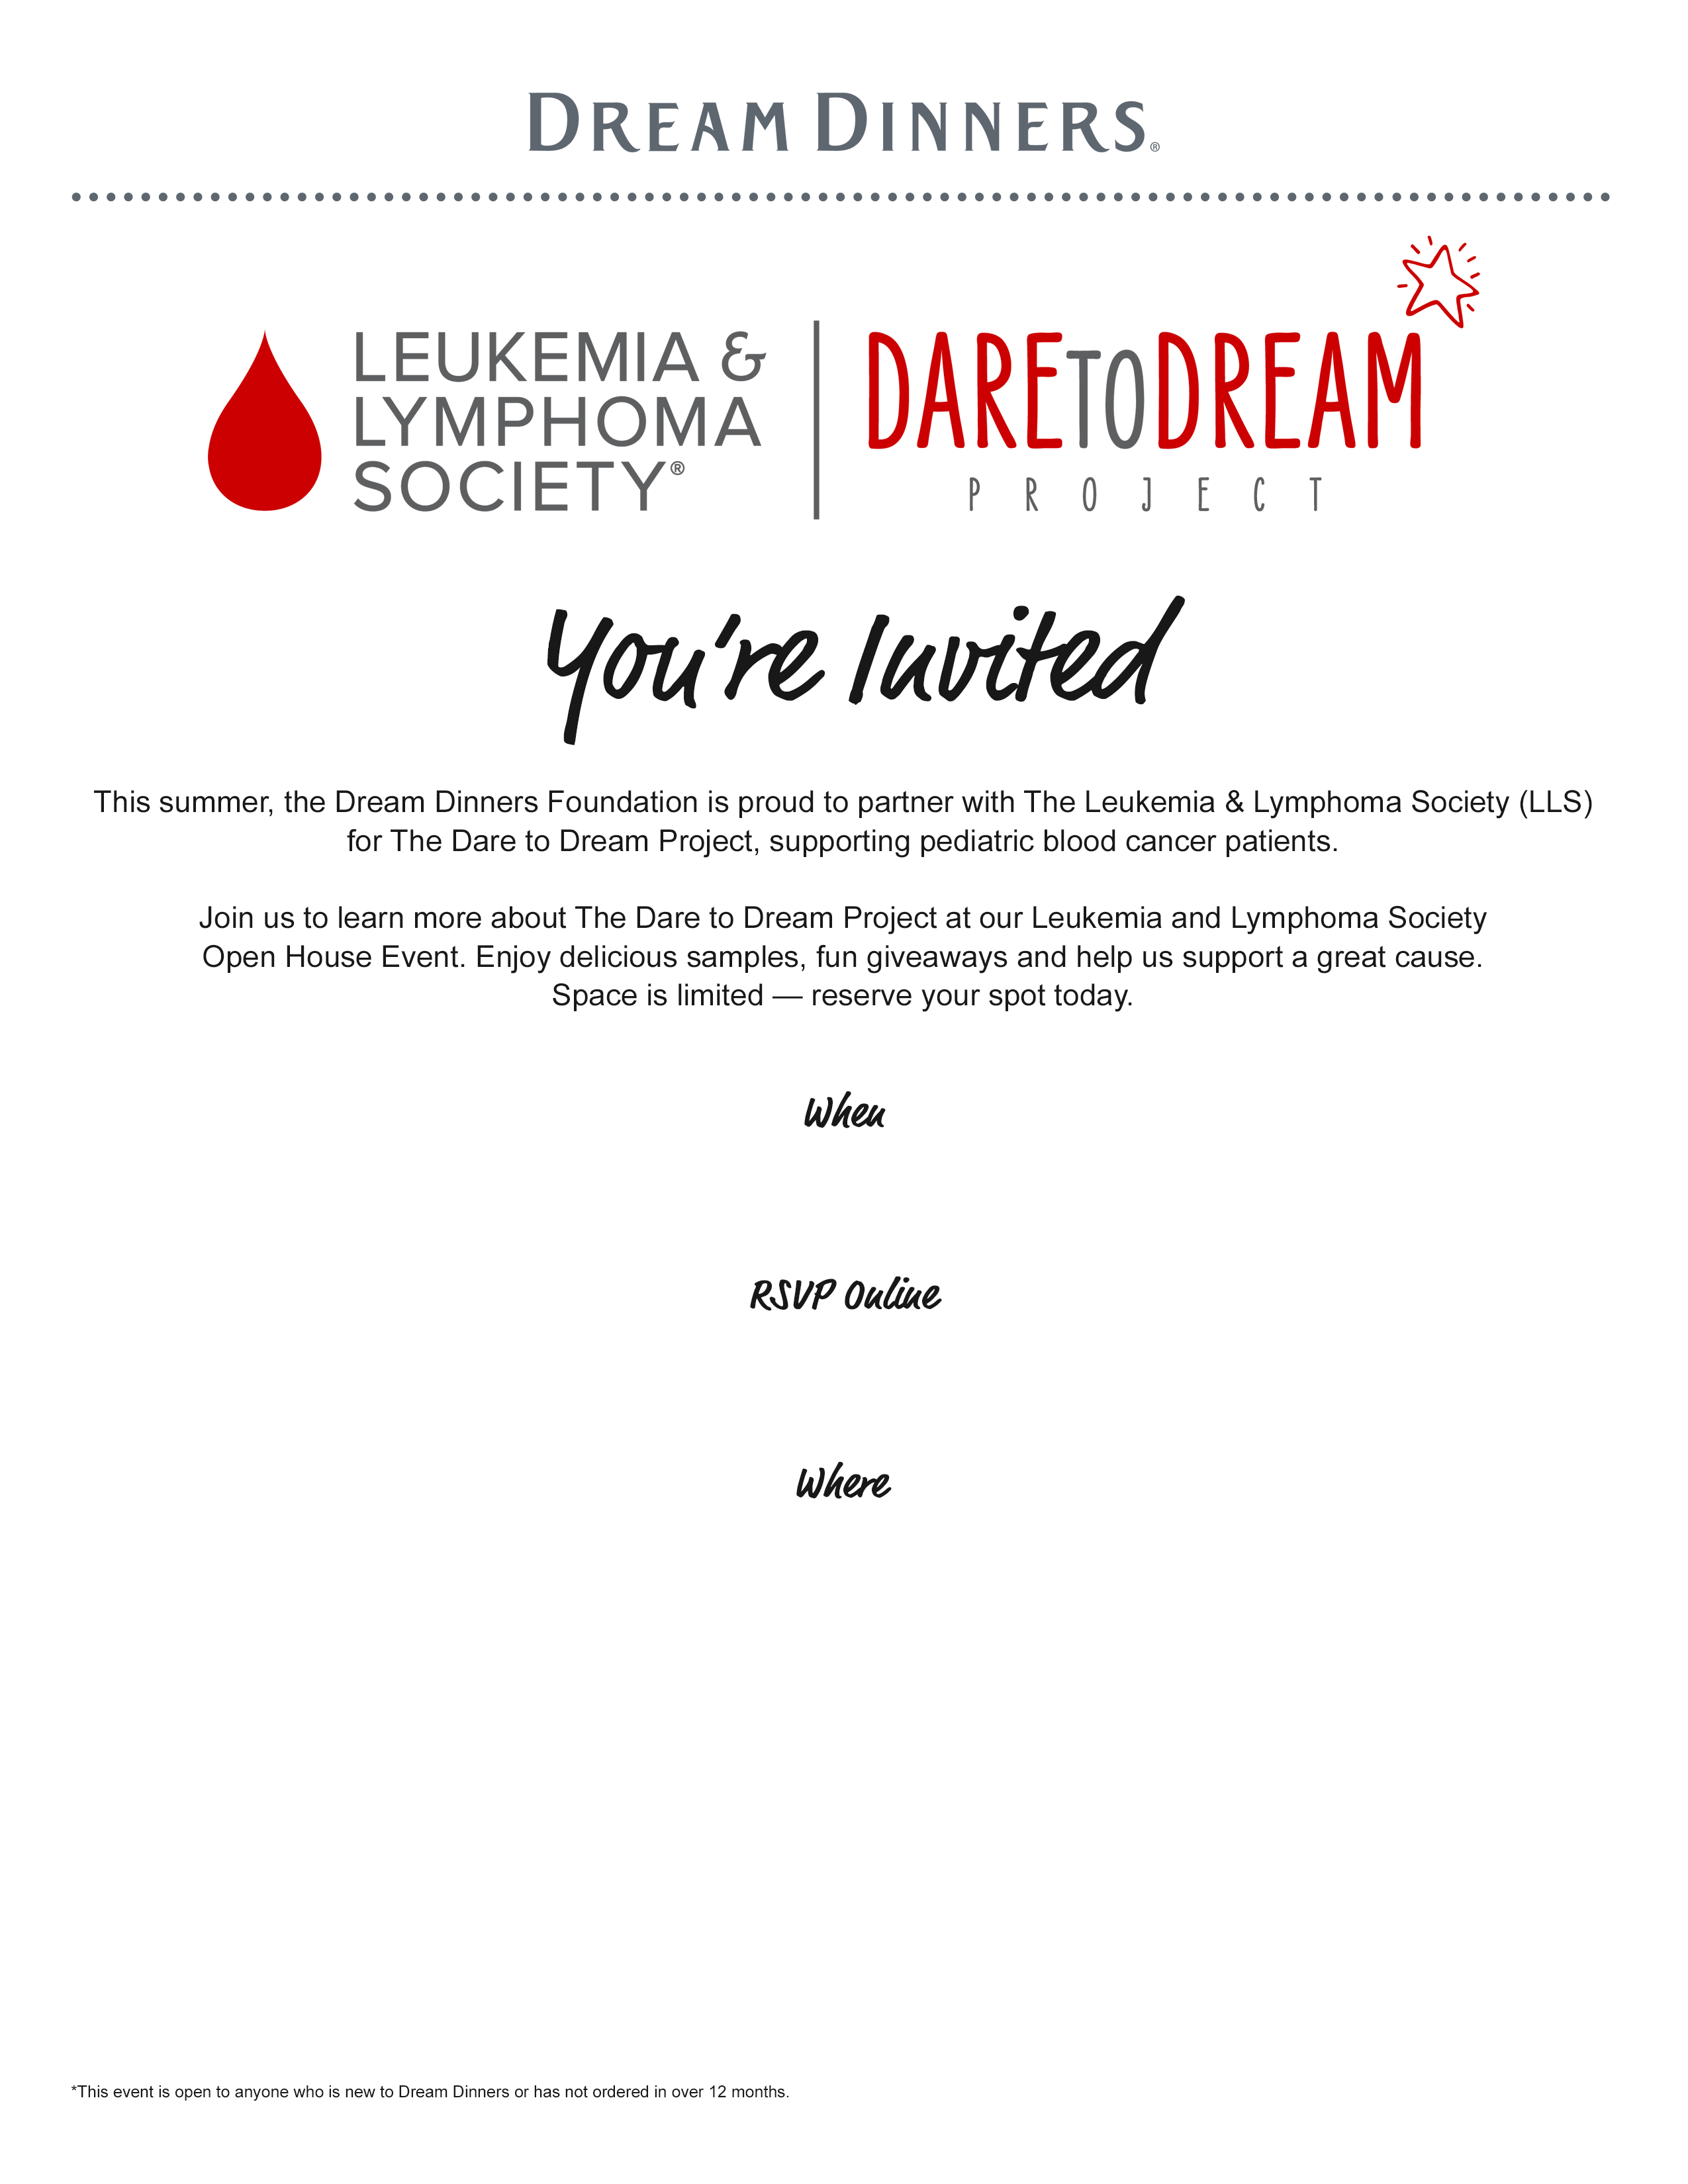 DREAM DINNERS®
LEUKEMIA &
LYMPHOMA
SOCIETY®
DARETODREAM
PROJECT
You're Invited
This summer, the Dream Dinners Foundation is proud to partner with The Leukemia & Lymphoma Society (LLS)
for The Dare to Dream Project, supporting pediatric blood cancer patients.
Join us to learn more about The Dare to Dream Project at our Leukemia and Lymphoma Society
Open House Event. Enjoy delicious samples, fun giveaways and help us support a great cause.
Space is limited — reserve your spot today.
When
RSVP Online
Where
*This event is open to anyone who is new to Dream Dinners or has not ordered in over 12 months.